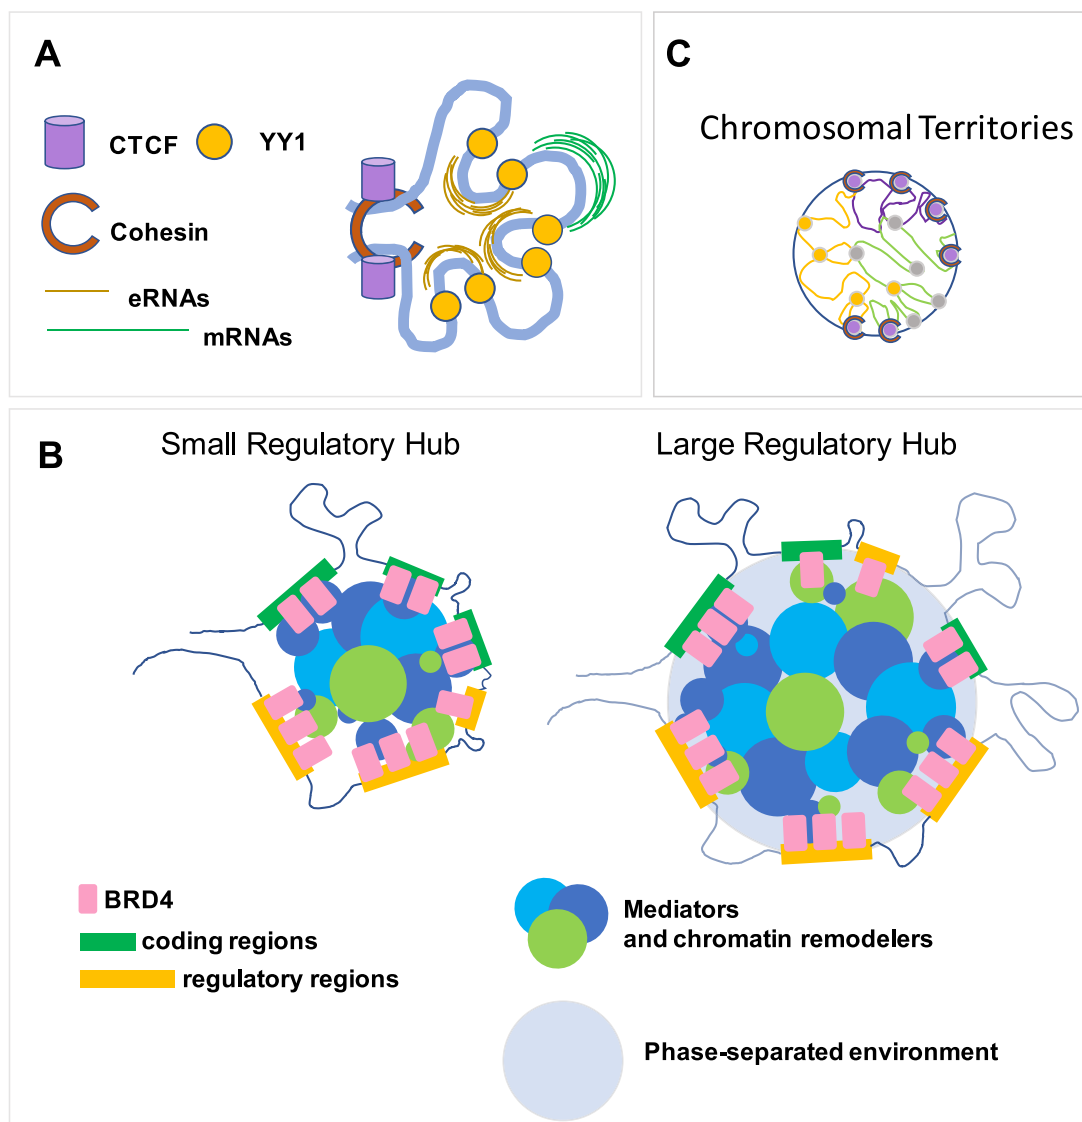 A
CTCF
YY1
Cohesin
eRNAs
mRNAs
C
Chromosomal Territories
B
Small Regulatory Hub
Large Regulatory Hub
BRD4
coding regions
regulatory regions
Mediators
and chromatin remodelers
Phase-separated environment